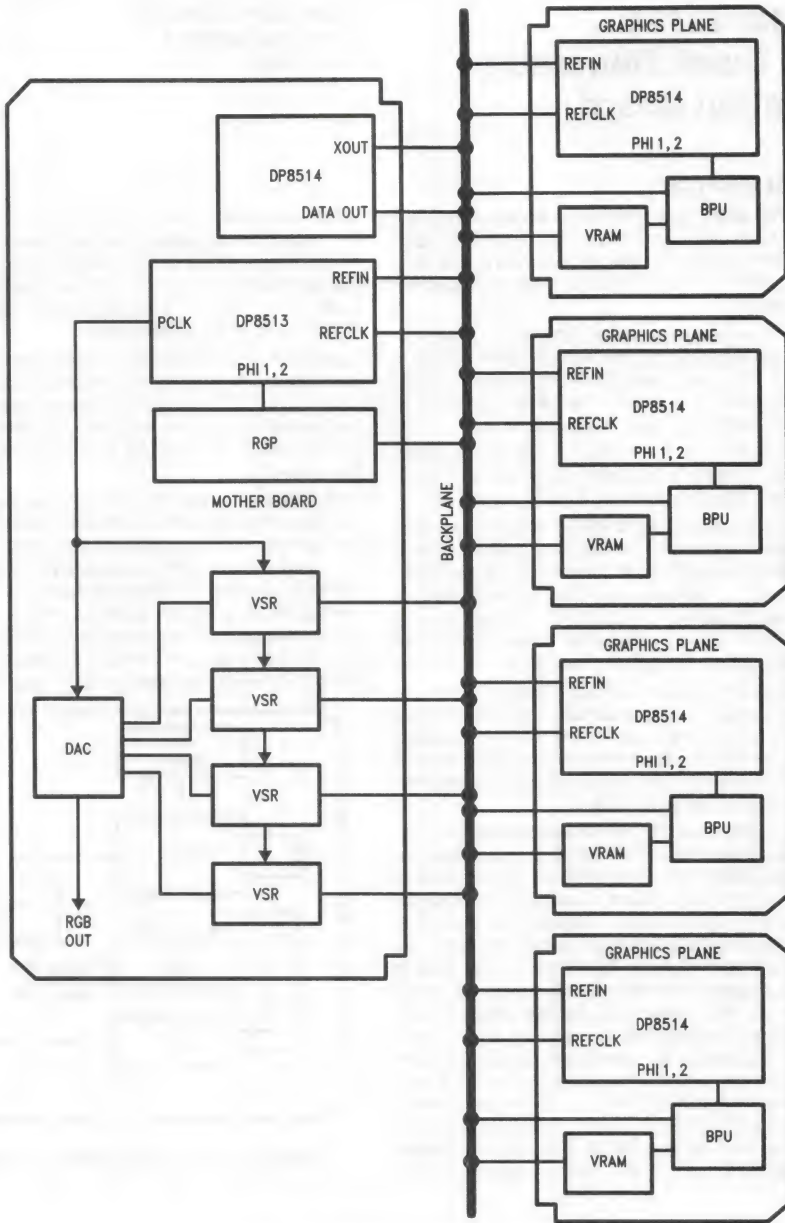 XOUT
DP8514
DATA OUT
REFIN
PCLK
DP8513
REFCLK
PHI 1, 2
RGP
MOTHER BOARD
VSR
VSR
DAC
VSR
VSR
RGB
OUT
BACKPLANE
GRAPHICS PLANE
REFIN
DP8514
REFCLK
PHI 1, 2
BPU
VRAM
GRAPHICS PLANE
REFIN
DP8514
REFCLK
PHI 1, 2
BPU
VRAM
GRAPHICS PLANE
REFIN
DP8514
REFCLK
PHI 1, 2
BPU
VRAM
GRAPHICS PLANE
REFIN
DP8514
REFCLK
PHI 1, 2
BPU
VRAM